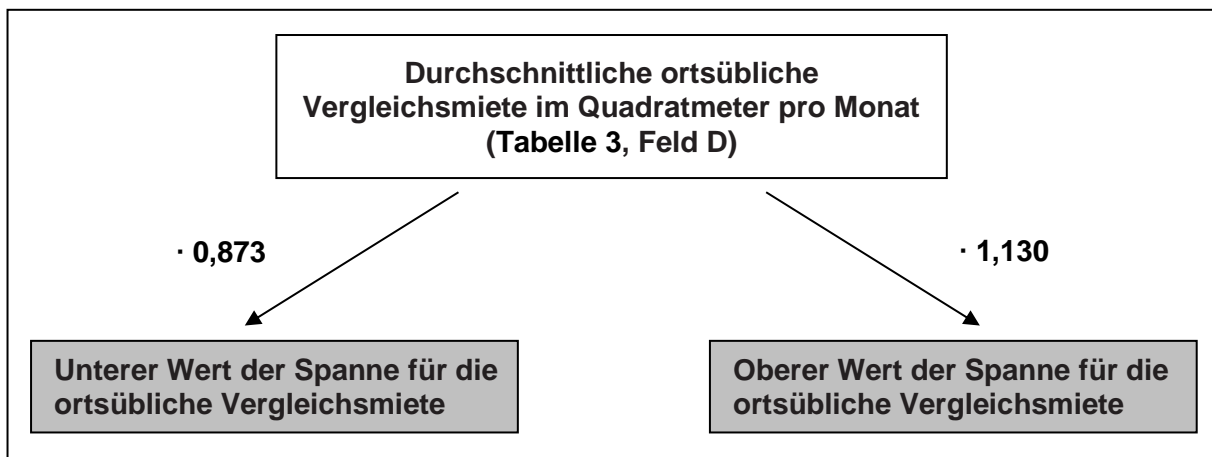 Durchschnittliche ortsübliche
Vergleichsmiete im Quadratmeter pro Monat
(Tabelle 3, Feld D)
· 0,873
· 1,130
Unterer Wert der Spanne für die
ortsübliche Vergleichsmiete
Oberer Wert der Spanne für die
ortsübliche Vergleichsmiete